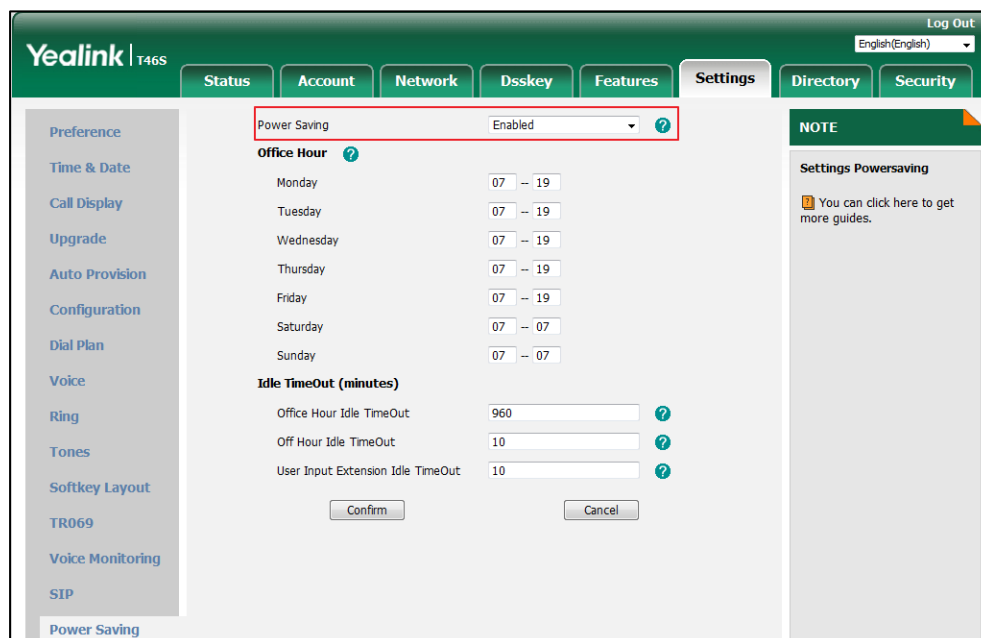 Log Out
English(English)
Yealink | T46S
Status Account Network Dsskey Features Settings Directory Security
Preference
Time & Date
Call Display
Upgrade
Auto Provision
Configuration
Dial Plan
Voice
Ring
Tones
Softkey Layout
TR069
Voice Monitoring
SIP
Power Saving
Power Saving Enabled ?
Office Hour ?
Monday 07 -- 19
Tuesday 07 -- 19
Wednesday 07 -- 19
Thursday 07 -- 19
Friday 07 -- 19
Saturday 07 -- 07
Sunday 07 -- 07
Idle TimeOut (minutes)
Office Hour Idle TimeOut 960 ?
Off Hour Idle TimeOut 10 ?
User Input Extension Idle TimeOut 10 ?
Confirm Cancel
NOTE
Settings Powersaving
? You can click here to get
more guides.